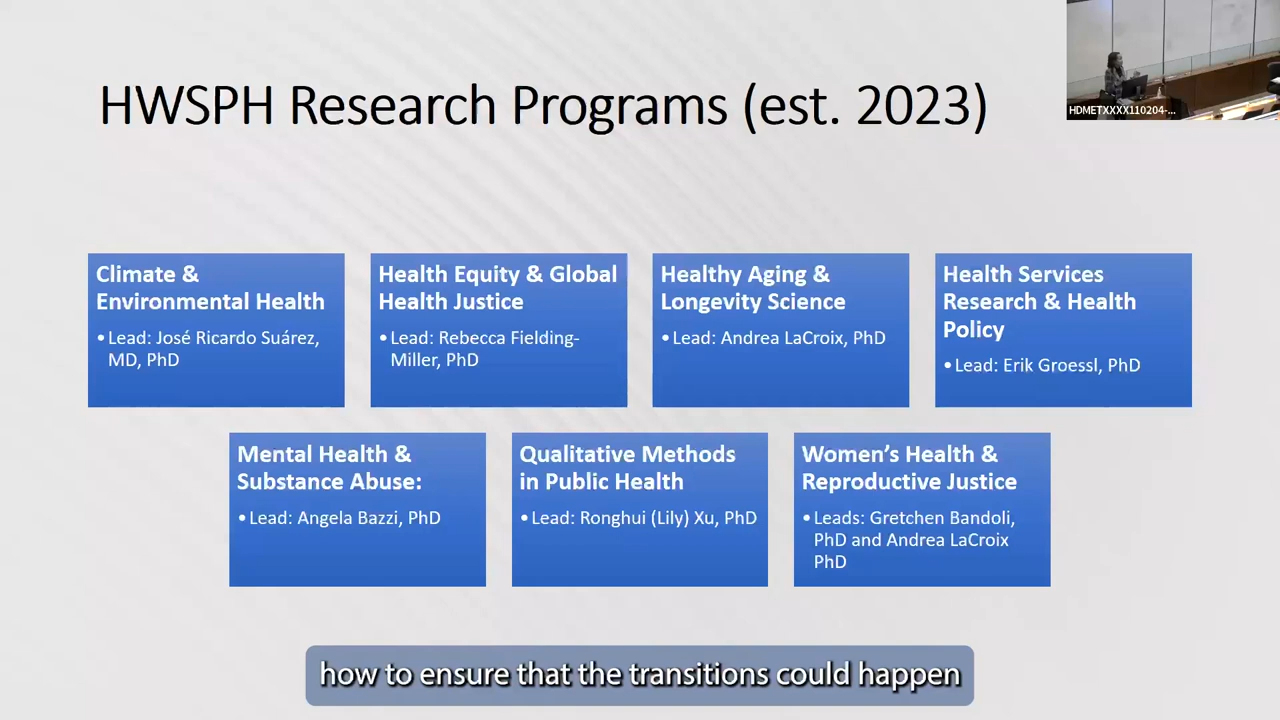 HWSPH Research Programs (est. 2023)
HDMETXXXX110204-...
Climate &
Environmental Health
• Lead: José Ricardo Suárez,
MD, PhD
Health Equity & Global
Health Justice
• Lead: Rebecca Fielding-
Miller, PhD
Healthy Aging &
Longevity Science
• Lead: Andrea LaCroix, PhD
Health Services
Research & Health
Policy
• Lead: Erik Groessl, PhD
Mental Health &
Substance Abuse:
• Lead: Angela Bazzi, PhD
Qualitative Methods
in Public Health
• Lead: Ronghui (Lily) Xu, PhD
Women’s Health &
Reproductive Justice
• Leads: Gretchen Bandoli,
PhD and Andrea LaCroix
PhD
how to ensure that the transitions could happen